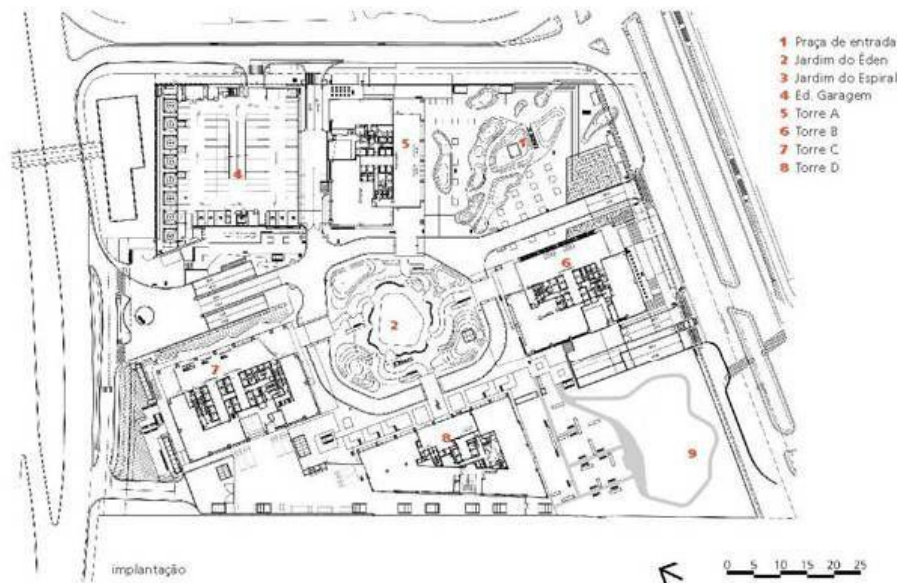 1 Praça de entrada
2 Jardim do Éden
3 Jardim do Espiral
4 Ed. Garagem
5 Torre A
6 Torre B
7 Torre C
8 Torre D
5
1
4
6
2
7
8
9
implantação
0 5 10 15 20 25